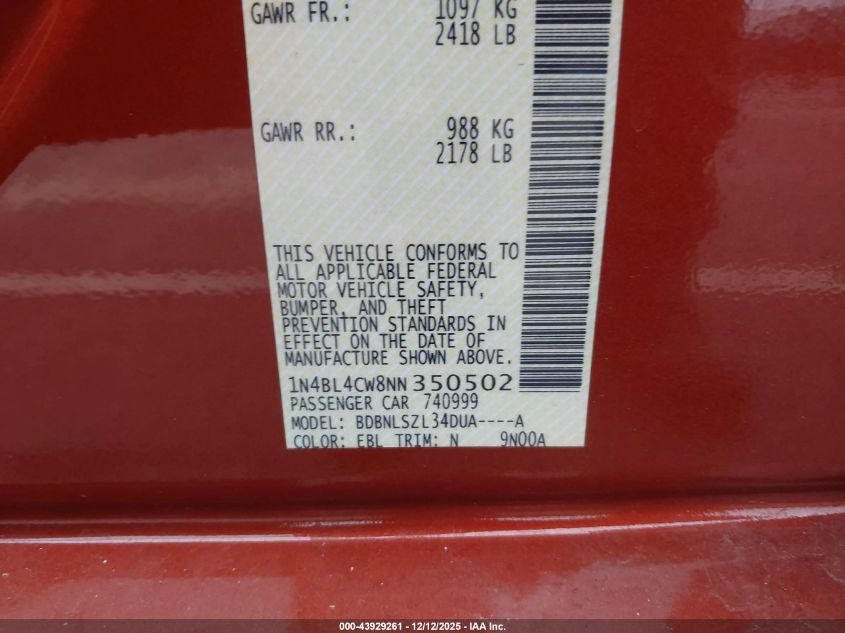 GAWR FR.: 1097 KG
2418 LB
GAWR RR.: 988 KG
2178 LB
THIS VEHICLE CONFORMS TO
ALL APPLICABLE FEDERAL
MOTOR VEHICLE SAFETY,
BUMPER, AND THEFT
PREVENTION STANDARDS IN
EFFECT ON THE DATE OF
MANUFACTURE SHOWN ABOVE.
1N4BL4CW8NN350502
PASSENGER CAR 740999
MODEL: BDBNLSZL34DUA----A
COLOR: EBL TRIM: N 9N00A
000-43929261 - 12/12/2025 - IAA Inc.